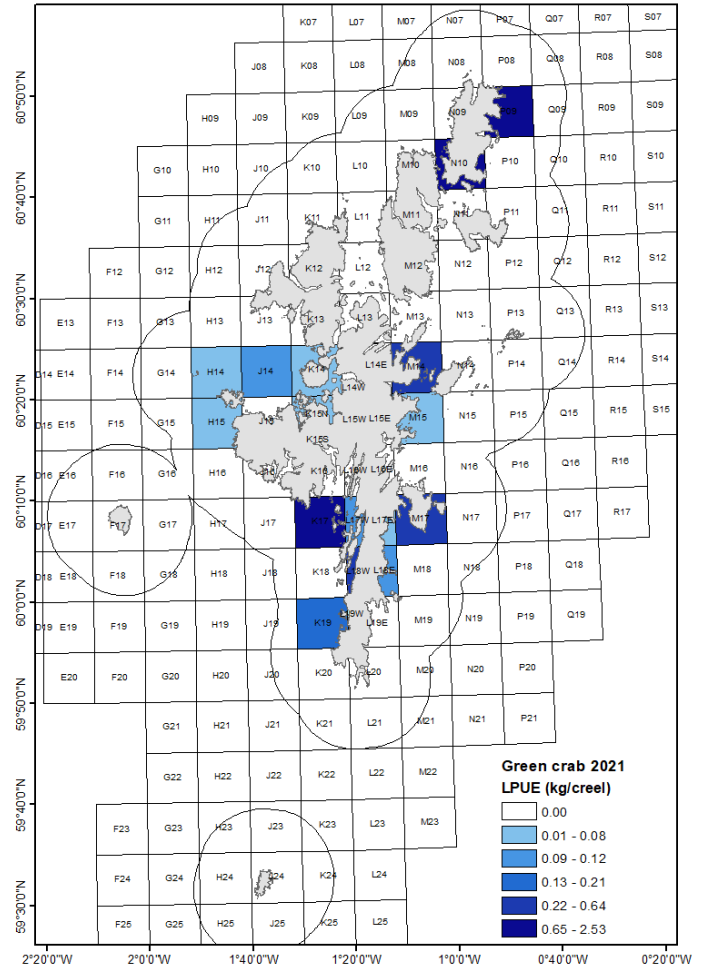 K07 L07 M07 N07 P07 Q07 R07 S07
J08 K08 L08 M08 N08 P08 Q08 R08 S08
60°50'0"N
H09 J09 K09 L09 M09 N09 P09 Q09 R09 S09
G10 H10 J10 K10 L10 M10 N10 P10 Q10 R10 S10
60°40'0"N
G11 H11 J11 K11 L11 M11 N11 P11 Q11 R11 S11
F12 G12 H12 J12 K12 L12 M12 N12 P12 Q12 R12 S12
60°30'0"N
E13 F13 G13 H13 J13 K13 L13 M13 N13 P13 Q13 R13 S13
D14 E14 F14 G14 H14 J14 K14 L14E M14 N14 P14 Q14 R14 S14
L14W
60°20'0"N
D15 E15 F15 G15 H15 J15 K15N L15W L15E M15 N15 P15 Q15 R15 S15
K15S
D16 E16 F16 G16 H16 J16 K16 L16W L16E M16 N16 P16 Q16 R16
60°10'0"N
D17 E17 F17 G17 H17 J17 K17 L17W L17E M17 N17 P17 Q17 R17
D18 E18 F18 G18 H18 J18 K18 L18W L18E M18 N18 P18 Q18
60°0'0"N
D19 E19 F19 G19 H19 J19 K19 L19W L19E M19 N19 P19 Q19
E20 F20 G20 H20 J20 K20 L20 M20 N20 P20
59°50'0"N
G21 H21 J21 K21 L21 M21 N21 P21
G22 H22 J22 K22 L22 M22
59°40'0"N
F23 G23 H23 J23 K23 L23 M23
F24 G24 H24 J24 K24 L24
59°30'0"N
F25 G25 H25 J25 K25 L25
Green crab 2021
LPUE (kg/creel)
0.00
0.01 - 0.08
0.09 - 0.12
0.13 - 0.21
0.22 - 0.64
0.65 - 2.53
2°20'0"W 2°0'0"W 1°40'0"W 1°20'0"W 1°0'0"W 0°40'0"W 0°20'0"W